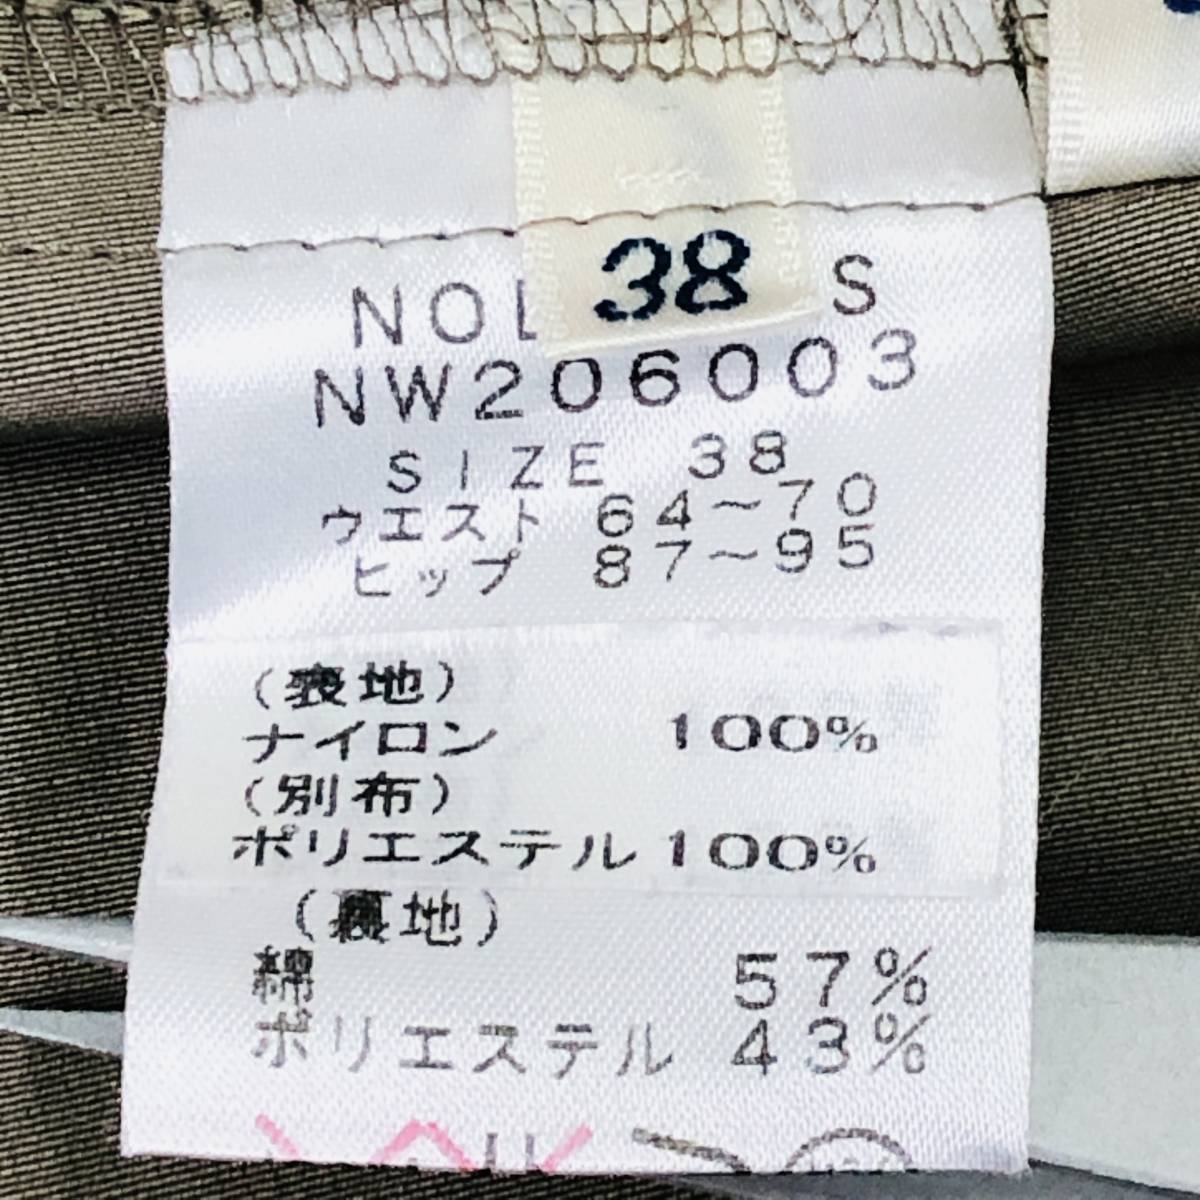 38
S
NW206003
SIZE 38
ウエスト 64~70
ヒップ 87~95
(表地)
ナイロン 100%
(別布)
ポリエステル 100%
(裏地)
綿 57%
ポリエステル 43%